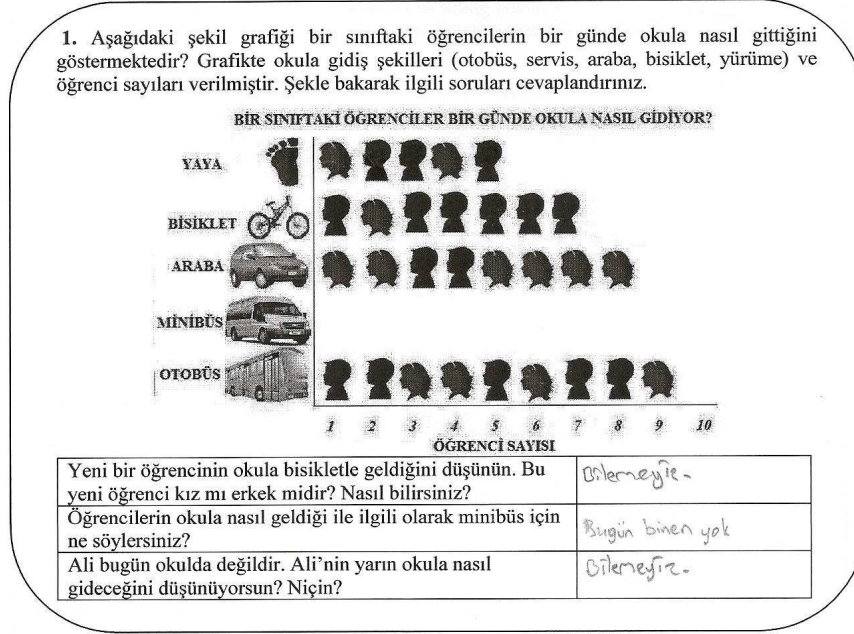 1. Aşağıdaki şekil grafiği bir sınıftaki öğrencilerin bir günde okula nasıl gittiğini
göstermektedir? Grafikte okula gidiş şekilleri (otobüs, servis, araba, bisiklet, yürüme) ve
öğrenci sayıları verilmiştir. Şekle bakarak ilgili soruları cevaplandırınız.
BİR SINIFTAKİ ÖĞRENCİLER BİR GÜNDE OKULA NASIL GİDİYOR?
YAYA
BİSİKLET
ARABA
MİNİBÜS
OTOBÜS
1 2 3 4 5 6 7 8 9 10
ÖĞRENCİ SAYISI
Yeni bir öğrencinin okula bisikletle geldiğini düşünün. Bu
yeni öğrenci kız mı erkek midir? Nasıl bilirsiniz?
Bilemeyiz.
Öğrencilerin okula nasıl geldiği ile ilgili olarak minibüs için
ne söylersiniz?
Bugün binen yok
Ali bugün okulda değildir. Ali'nin yarın okula nasıl
gideceğini düşünüyorsun? Niçin?
Bilemeyiz.